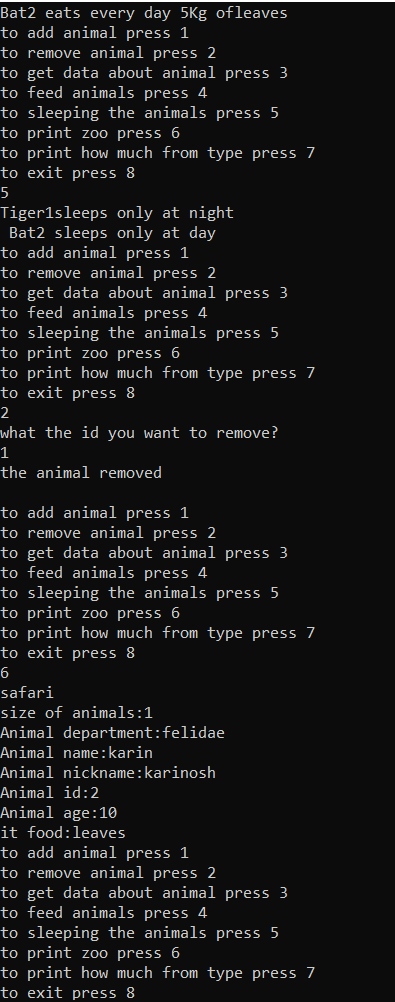 Bat2 eats every day 5Kg ofleaves
to add animal press 1
to remove animal press 2
to get data about animal press 3
to feed animals press 4
to sleeping the animals press 5
to print zoo press 6
to print how much from type press 7
to exit press 8
5
Tiger1sleeps only at night
 Bat2 sleeps only at day
to add animal press 1
to remove animal press 2
to get data about animal press 3
to feed animals press 4
to sleeping the animals press 5
to print zoo press 6
to print how much from type press 7
to exit press 8
2
what the id you want to remove?
1
the animal removed

to add animal press 1
to remove animal press 2
to get data about animal press 3
to feed animals press 4
to sleeping the animals press 5
to print zoo press 6
to print how much from type press 7
to exit press 8
6
safari
size of animals:1
Animal department:felidae
Animal name:karin
Animal nickname:karinosh
Animal id:2
Animal age:10
it food:leaves
to add animal press 1
to remove animal press 2
to get data about animal press 3
to feed animals press 4
to sleeping the animals press 5
to print zoo press 6
to print how much from type press 7
to exit press 8